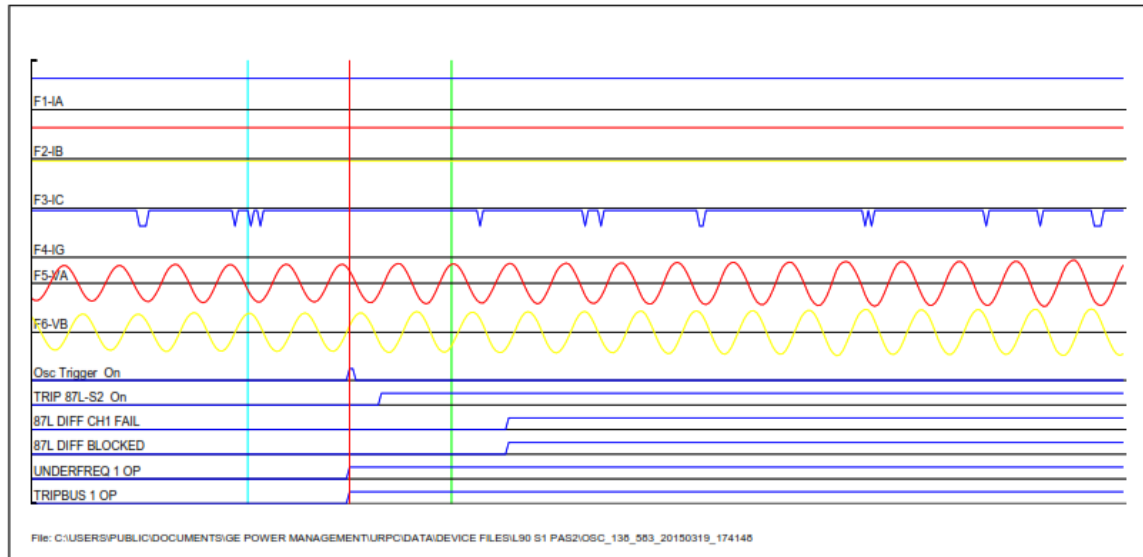 F1-IA
F2-IB
F3-IC
F4-IG
F5-VA
F6-VB
Osc Trigger On
TRIP 87L-S2 On
87L DIFF CH1 FAIL
87L DIFF BLOCKED
UNDERFREQ 1 OP
TRIPBUS 1 OP
File: C:\USERS\PUBLIC\DOCUMENTS\GE POWER MANAGEMENT\URPC\DATA\DEVICE FILES\L90 S1 PAS2\OSC_138_583_20150319_174148